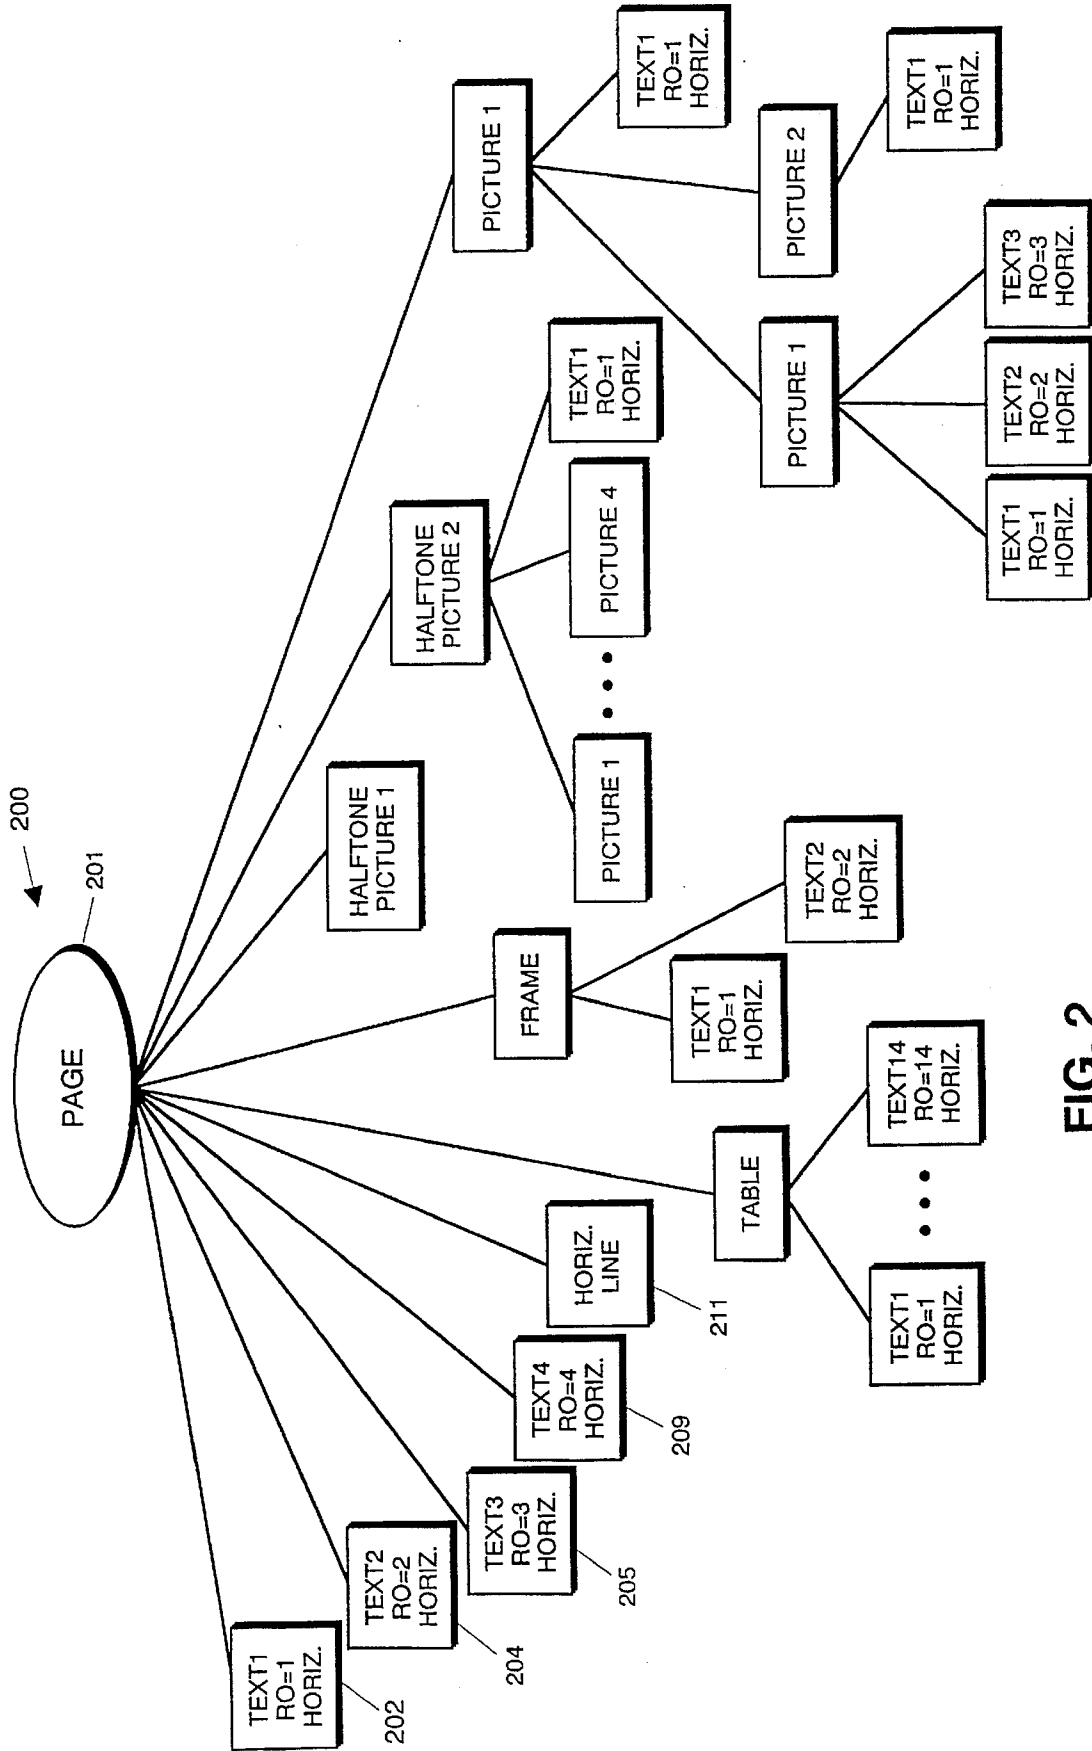 200
201
PAGE
TEXT1
RO=1
HORIZ.
202
TEXT2
RO=2
HORIZ.
204
TEXT3
RO=3
HORIZ.
205
TEXT4
RO=4
HORIZ.
209
HORIZ.
LINE
211
TABLE
TEXT1
RO=1
HORIZ.
TEXT14
RO=14
HORIZ.
FRAME
TEXT1
RO=1
HORIZ.
TEXT2
RO=2
HORIZ.
HALFTONE
PICTURE 1
HALFTONE
PICTURE 2
PICTURE 1
PICTURE 4
TEXT1
RO=1
HORIZ.
PICTURE 1
PICTURE 1
TEXT1
RO=1
HORIZ.
TEXT2
RO=2
HORIZ.
TEXT3
RO=3
HORIZ.
PICTURE 2
TEXT1
RO=1
HORIZ.
TEXT1
RO=1
HORIZ.
FIG. 2